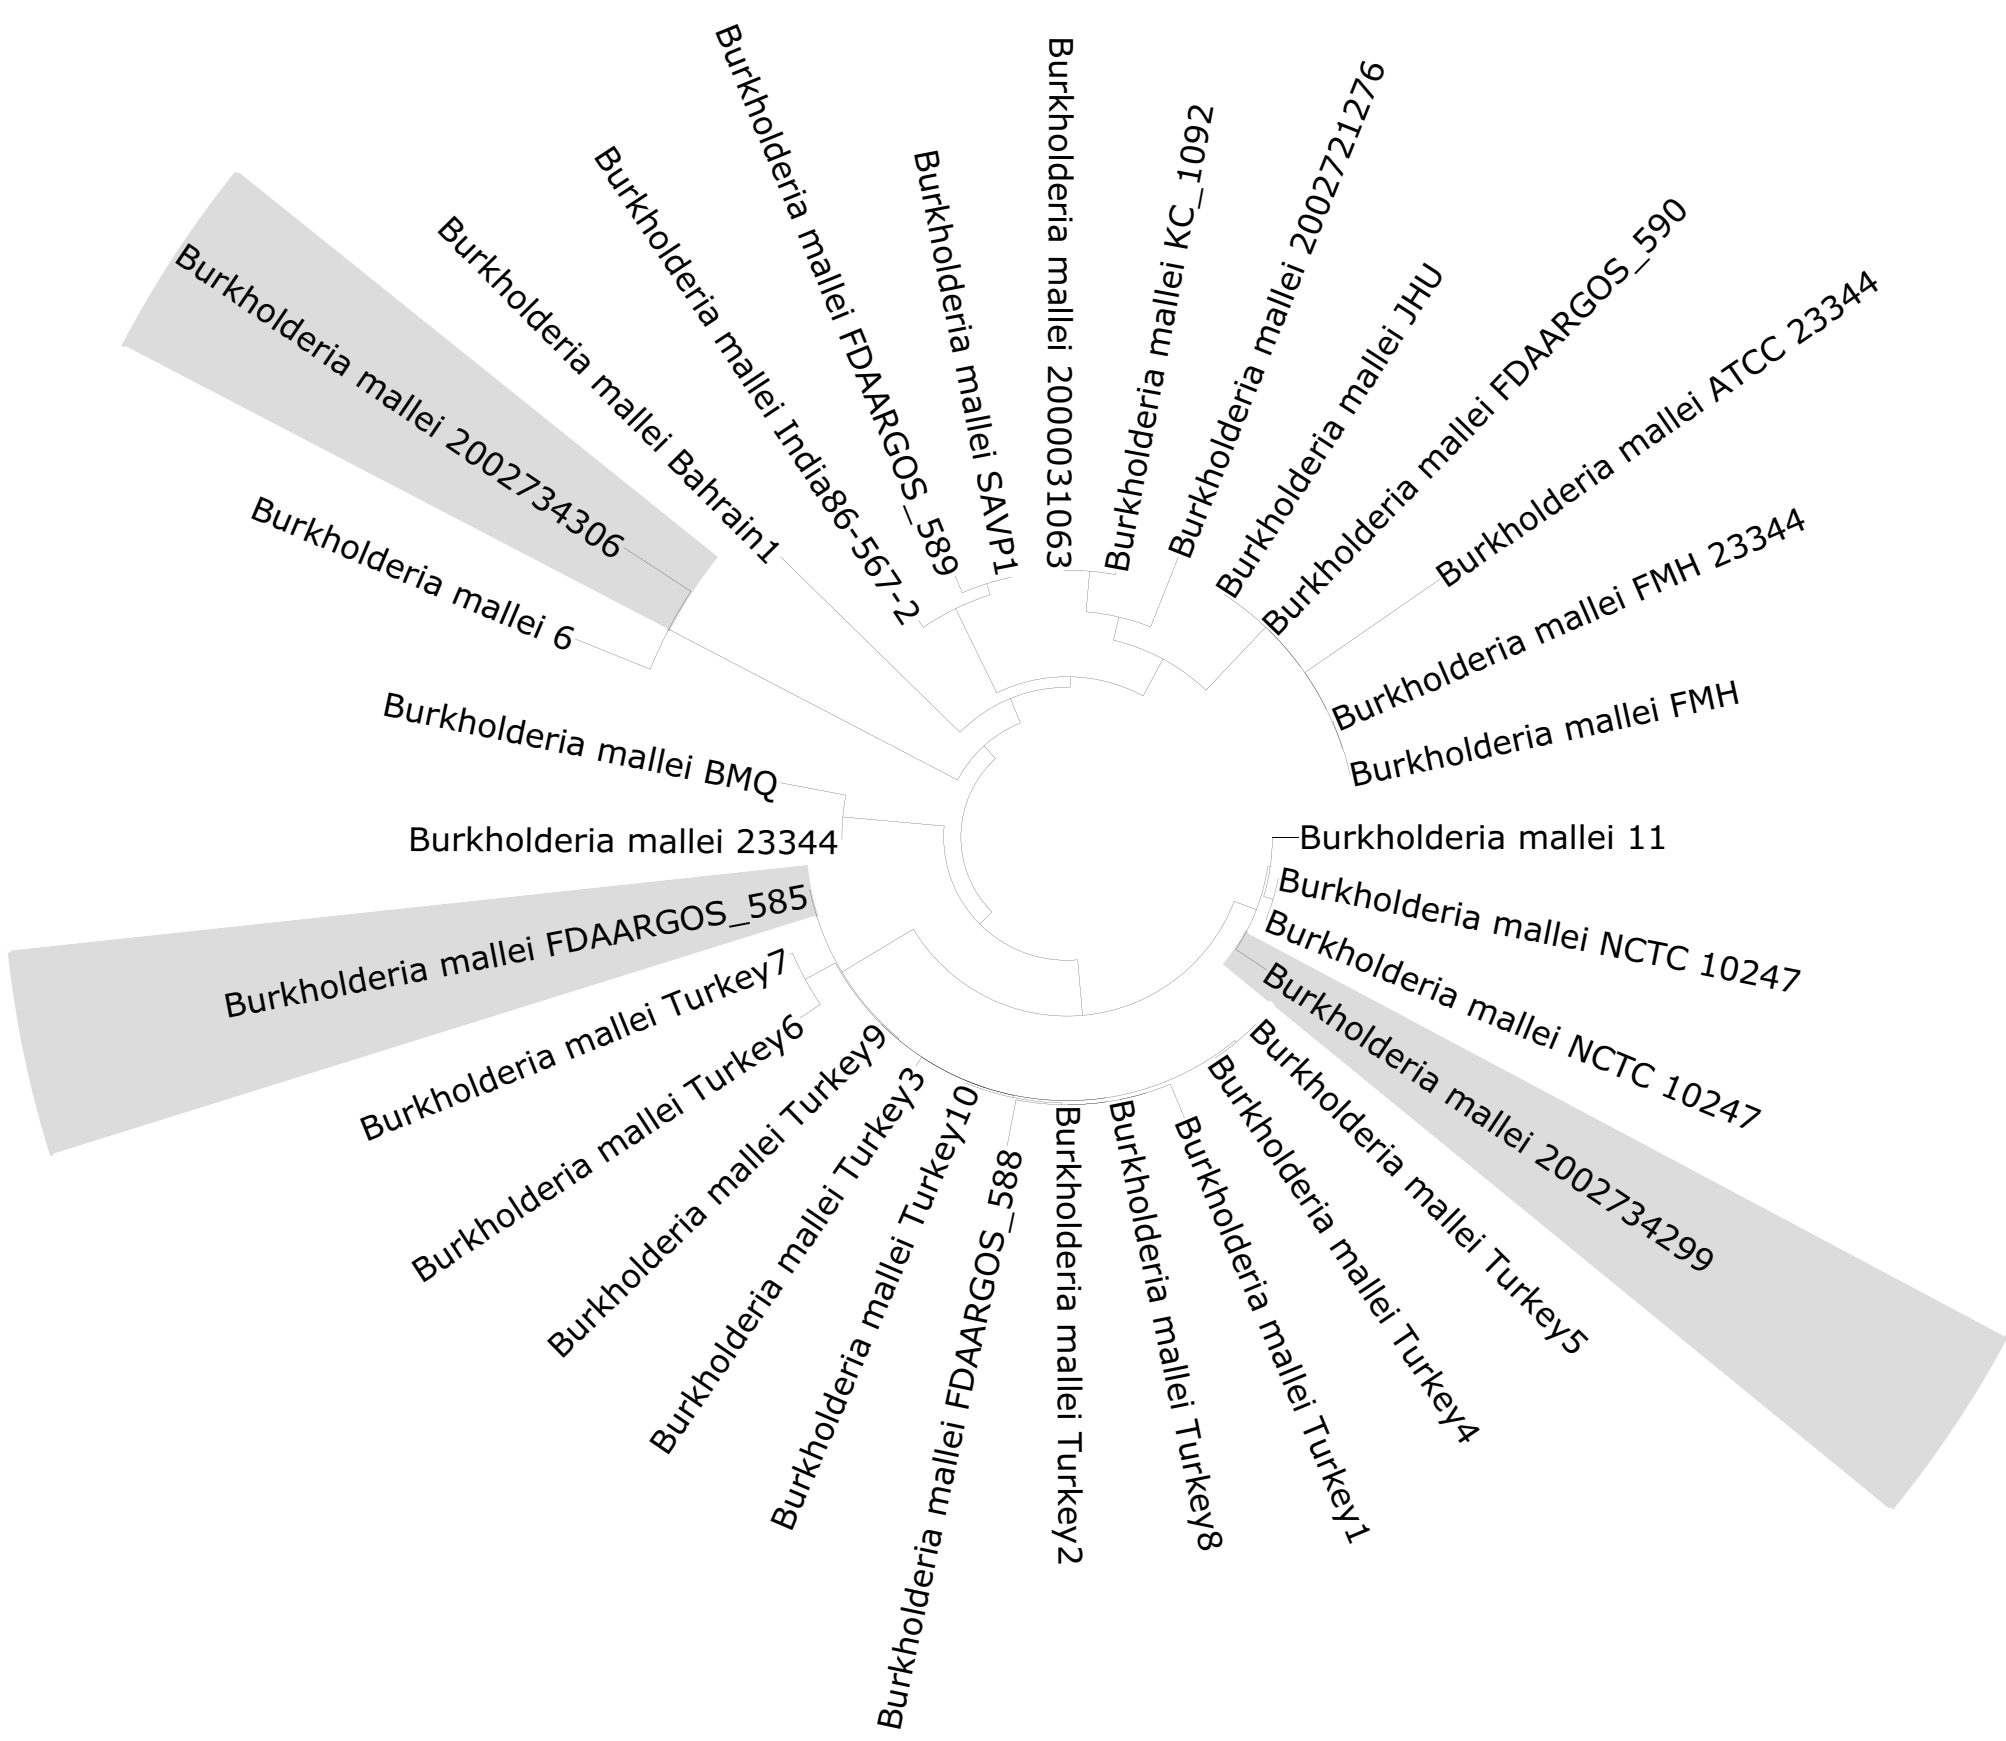 Burkholderia mallei 2000031063
Burkholderia mallei KC_1092
Burkholderia mallei 2002721276
Burkholderia mallei JHU
Burkholderia mallei FDAARGOS_590
Burkholderia mallei ATCC 23344
Burkholderia mallei FMH 23344
Burkholderia mallei FMH
Burkholderia mallei 11
Burkholderia mallei NCTC 10247
Burkholderia mallei NCTC 10247
Burkholderia mallei 2002734299
Burkholderia mallei Turkey5
Burkholderia mallei Turkey4
Burkholderia mallei Turkey1
Burkholderia mallei Turkey8
Burkholderia mallei Turkey2
Burkholderia mallei FDAARGOS_588
Burkholderia mallei Turkey10
Burkholderia mallei Turkey3
Burkholderia mallei Turkey9
Burkholderia mallei Turkey6
Burkholderia mallei Turkey7
Burkholderia mallei FDAARGOS_585
Burkholderia mallei 23344
Burkholderia mallei BMQ
Burkholderia mallei 6
Burkholderia mallei 2002734306
Burkholderia mallei Bahrain1
Burkholderia mallei India86-567-2
Burkholderia mallei FDAARGOS_589
Burkholderia mallei SAVP1